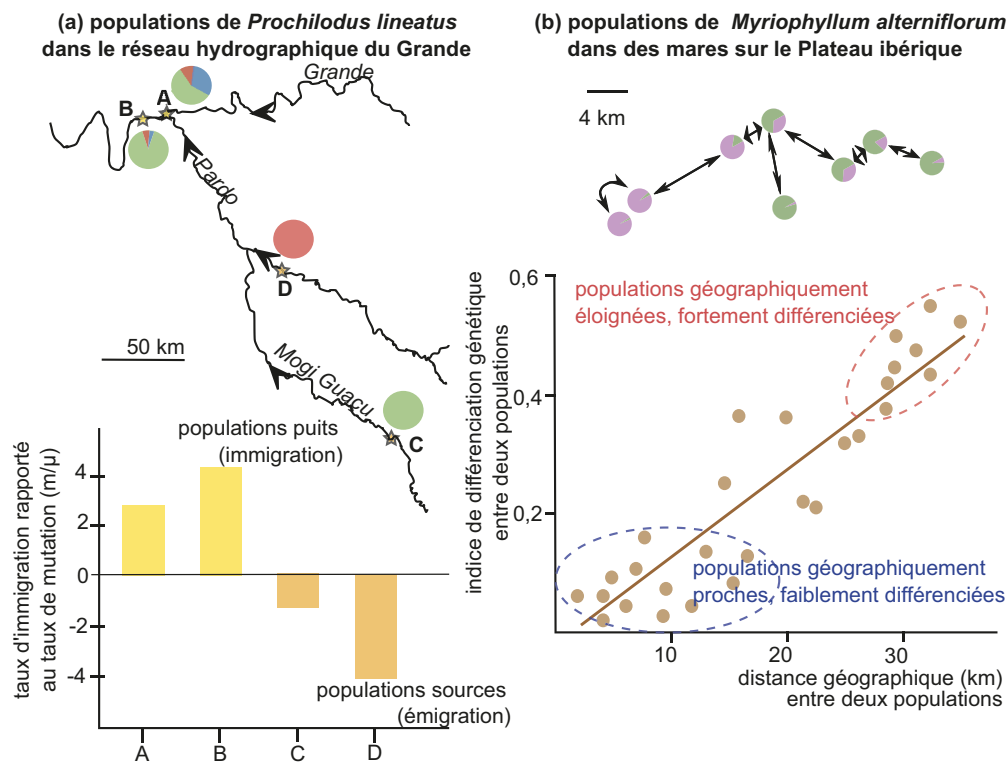 (a) populations de Prochilodus lineatus
dans le réseau hydrographique du Grande
Grande
A
B
Pardo
D
50 km
Mogi Guaçu
C
populations puits
(immigration)
taux d'immigration rapporté
au taux de mutation (m/μ)
4
2
0
-2
-4
populations sources
(émigration)
A
B
C
D
(b) populations de Myriophyllum alterniflorum
dans des mares sur le Plateau ibérique
4 km
indice de différenciation génétique
entre deux populations
0,6
0,4
0,2
populations géographiquement
éloignées, fortement différenciées
populations géographiquement
proches, faiblement différenciées
10
20
30
distance géographique (km)
entre deux populations